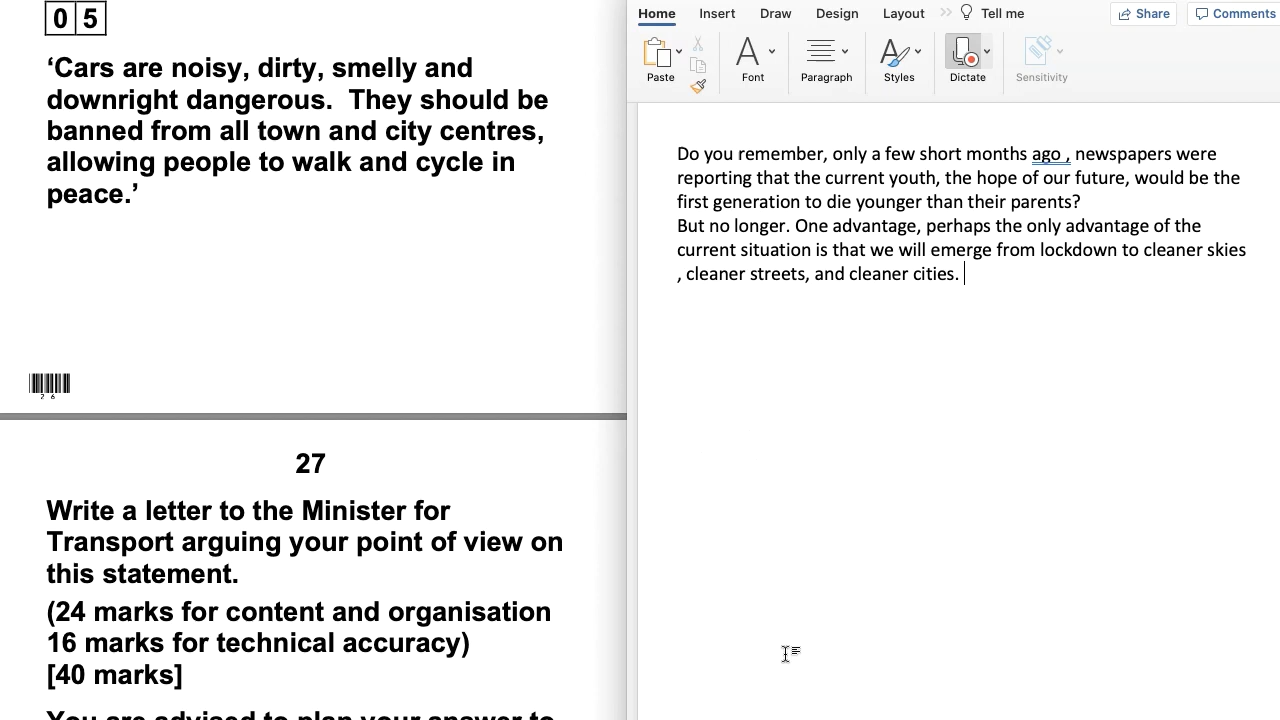 0 5
‘Cars are noisy, dirty, smelly and
downright dangerous.  They should be
banned from all town and city centres,
allowing people to walk and cycle in
peace.’
2 6
27
Write a letter to the Minister for
Transport arguing your point of view on
this statement.
(24 marks for content and organisation
16 marks for technical accuracy)
[40 marks]
You are advised to plan your answer to
Home Insert Draw Design Layout Tell me Share Comments
Paste Font Paragraph Styles Dictate Sensitivity
Do you remember, only a few short months ago , newspapers were
reporting that the current youth, the hope of our future, would be the
first generation to die younger than their parents?
But no longer. One advantage, perhaps the only advantage of the
current situation is that we will emerge from lockdown to cleaner skies
, cleaner streets, and cleaner cities.